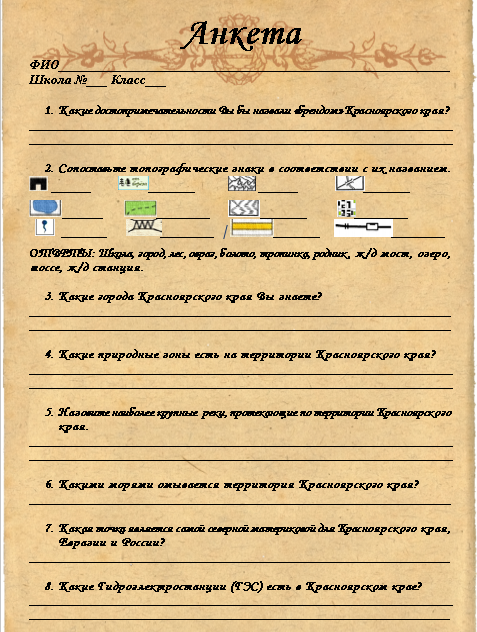 Анкета
ФИО
Школа №___ Класс___
1. Какие достопримечательности Вы бы назвали «брендом» Красноярского края?
2. Сопоставьте топографические знаки в соответствии с их названием.
ОТВЕТЫ: Школа, город, лес, овраг, болото, тропинка, родник, ж/д мост, озеро,
шоссе, ж/д станция.
3. Какие города Красноярского края Вы знаете?
4. Какие природные зоны есть на территории Красноярского края?
5. Назовите наиболее крупные реки, протекающие по территории Красноярского
края.
6. Какими морями омывается территория Красноярского края?
7. Какая точка является самой северной материковой для Красноярского края,
Евразии и России?
8. Какие Гидроэлектростанции (ГЭС) есть в Красноярском крае?